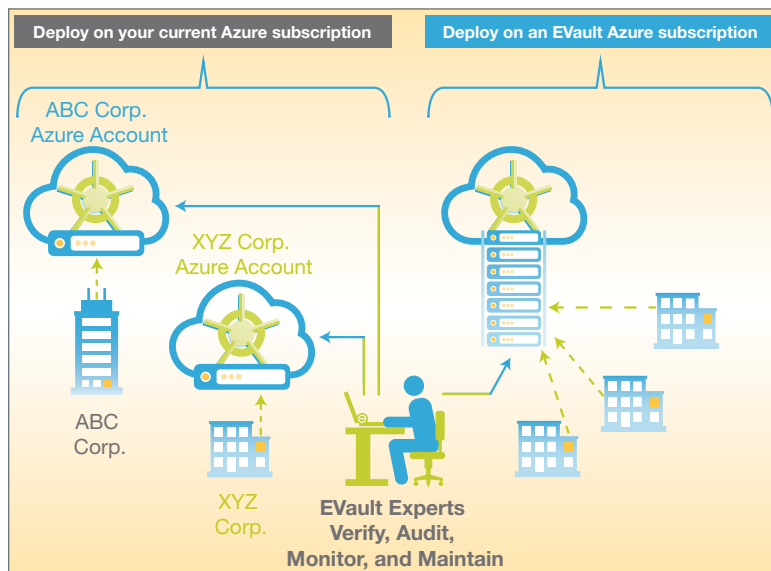 Deploy on your current Azure subscription
Deploy on an EVault Azure subscription
ABC Corp.
Azure Account
XYZ Corp.
Azure Account
ABC
Corp.
XYZ
Corp.
EVault Experts
Verify, Audit,
Monitor, and Maintain